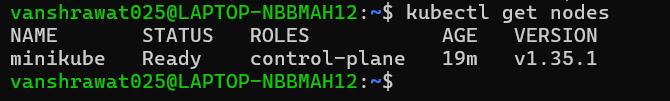 vanshrawat025@LAPTOP-NBBMAH12:~$ kubectl get nodes
NAME       STATUS   ROLES           AGE   VERSION
minikube   Ready    control-plane   19m   v1.35.1
vanshrawat025@LAPTOP-NBBMAH12:~$